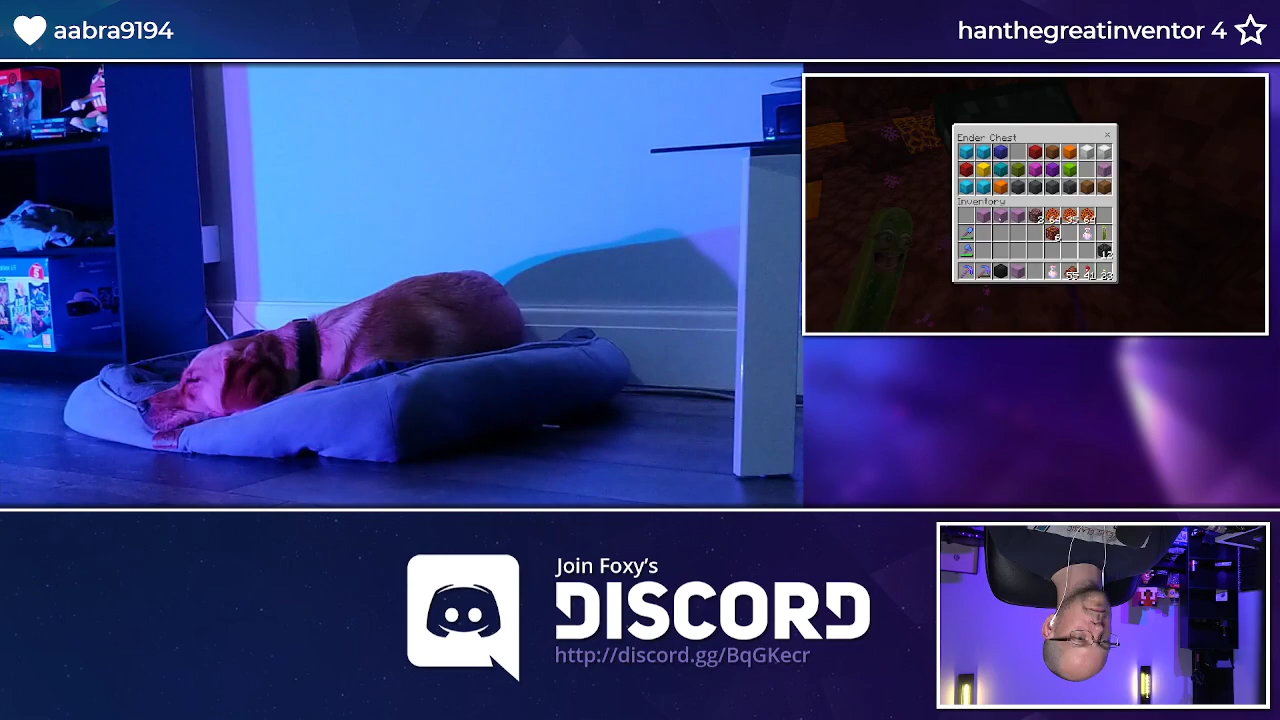 aabra9194
hanthegreatinventor 4
Ender Chest
Inventory
Join Foxy's
DISCORD
http://discord.gg/BqGKecr